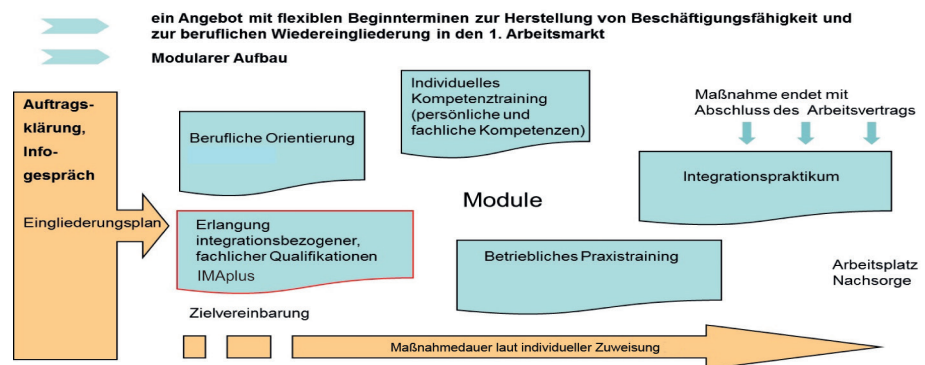 ein Angebot mit flexiblen Beginnterminen zur Herstellung von Beschäftigungsfähigkeit und
zur beruflichen Wiedereingliederung in den 1. Arbeitsmarkt
Modularer Aufbau
Auftrags-
klärung,
Info-
gespräch
Eingliederungsplan
Berufliche Orientierung
Individuelles
Kompetenztraining
(persönliche und
fachliche Kompetenzen)
Maßnahme endet mit
Abschluss des Arbeitsvertrags
Integrationspraktikum
Module
Erlangung
integrationsbezogener,
fachlicher Qualifikationen
IMAplus
Betriebliches Praxistraining
Arbeitsplatz
Nachsorge
Zielvereinbarung
Maßnahmedauer laut individueller Zuweisung